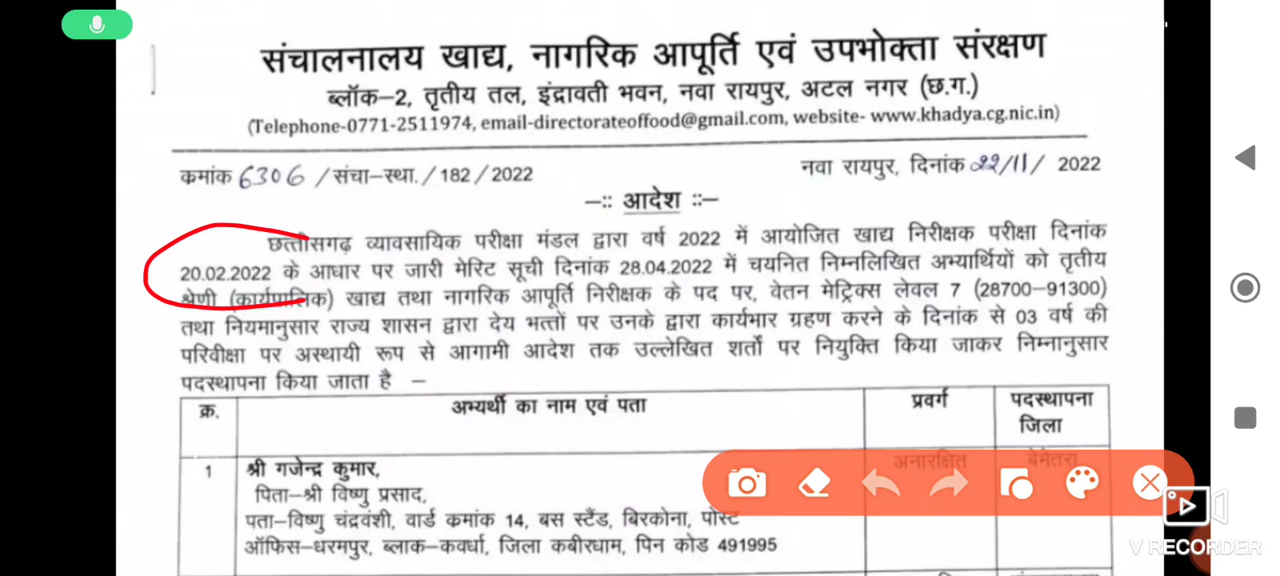 संचालनालय खाद्य, नागरिक आपूर्ति एवं उपभोक्ता संरक्षण
ब्लॉक-2, तृतीय तल, इंद्रावती भवन, नवा रायपुर, अटल नगर (छ.ग.)
(Telephone-0771-2511974, email-directorateoffood@gmail.com, website- www.khadya.cg.nic.in)
कमांक 6306 /संचा-स्था. / 182 / 2022 नवा रायपुर, दिनांक 22/11/ 2022
-:: आदेश ::-
छत्तीसगढ़ व्यावसायिक परीक्षा मंडल द्वारा वर्ष 2022 में आयोजित खाद्य निरीक्षक परीक्षा दिनांक
20.02.2022 के आधार पर जारी मेरिट सूची दिनांक 28.04.2022 में चयनित निम्नलिखित अभ्यार्थियों को तृतीय
श्रेणी (कार्यपालिक) खाद्य तथा नागरिक आपूर्ति निरीक्षक के पद पर, वेतन मेट्रिक्स लेवल 7 (28700-91300)
तथा नियमानुसार राज्य शासन द्वारा देय भत्तों पर उनके द्वारा कार्यभार ग्रहण करने के दिनांक से 03 वर्ष की
परिवीक्षा पर अस्थायी रूप से आगामी आदेश तक उल्लेखित शर्तो पर नियुक्ति किया जाकर निम्नानुसार
पदस्थापना किया जाता है –
क्र. अभ्यर्थी का नाम एवं पता प्रवर्ग पदस्थापना
जिला
1 श्री गजेन्द्र कुमार, अनारक्षित बेमेतरा
पिता-श्री विष्णु प्रसाद,
पता-विष्णु चंद्रवंशी, वार्ड कमांक 14, बस स्टैंड, बिरकोना, पोस्ट
ऑफिस-धरमपुर, ब्लाक-कवर्धा, जिला कबीरधाम, पिन कोड 491995
V RECORDER